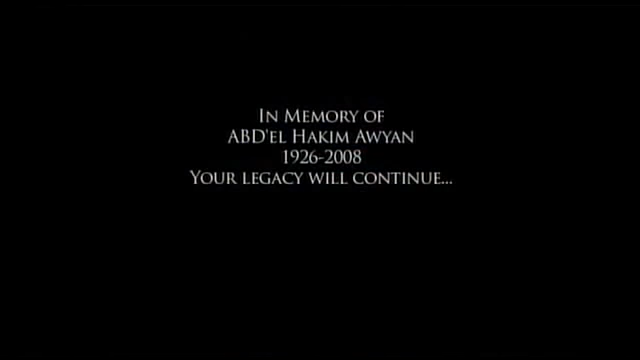 In Memory of
ABD'el Hakim Awyan
1926-2008
Your legacy will continue...